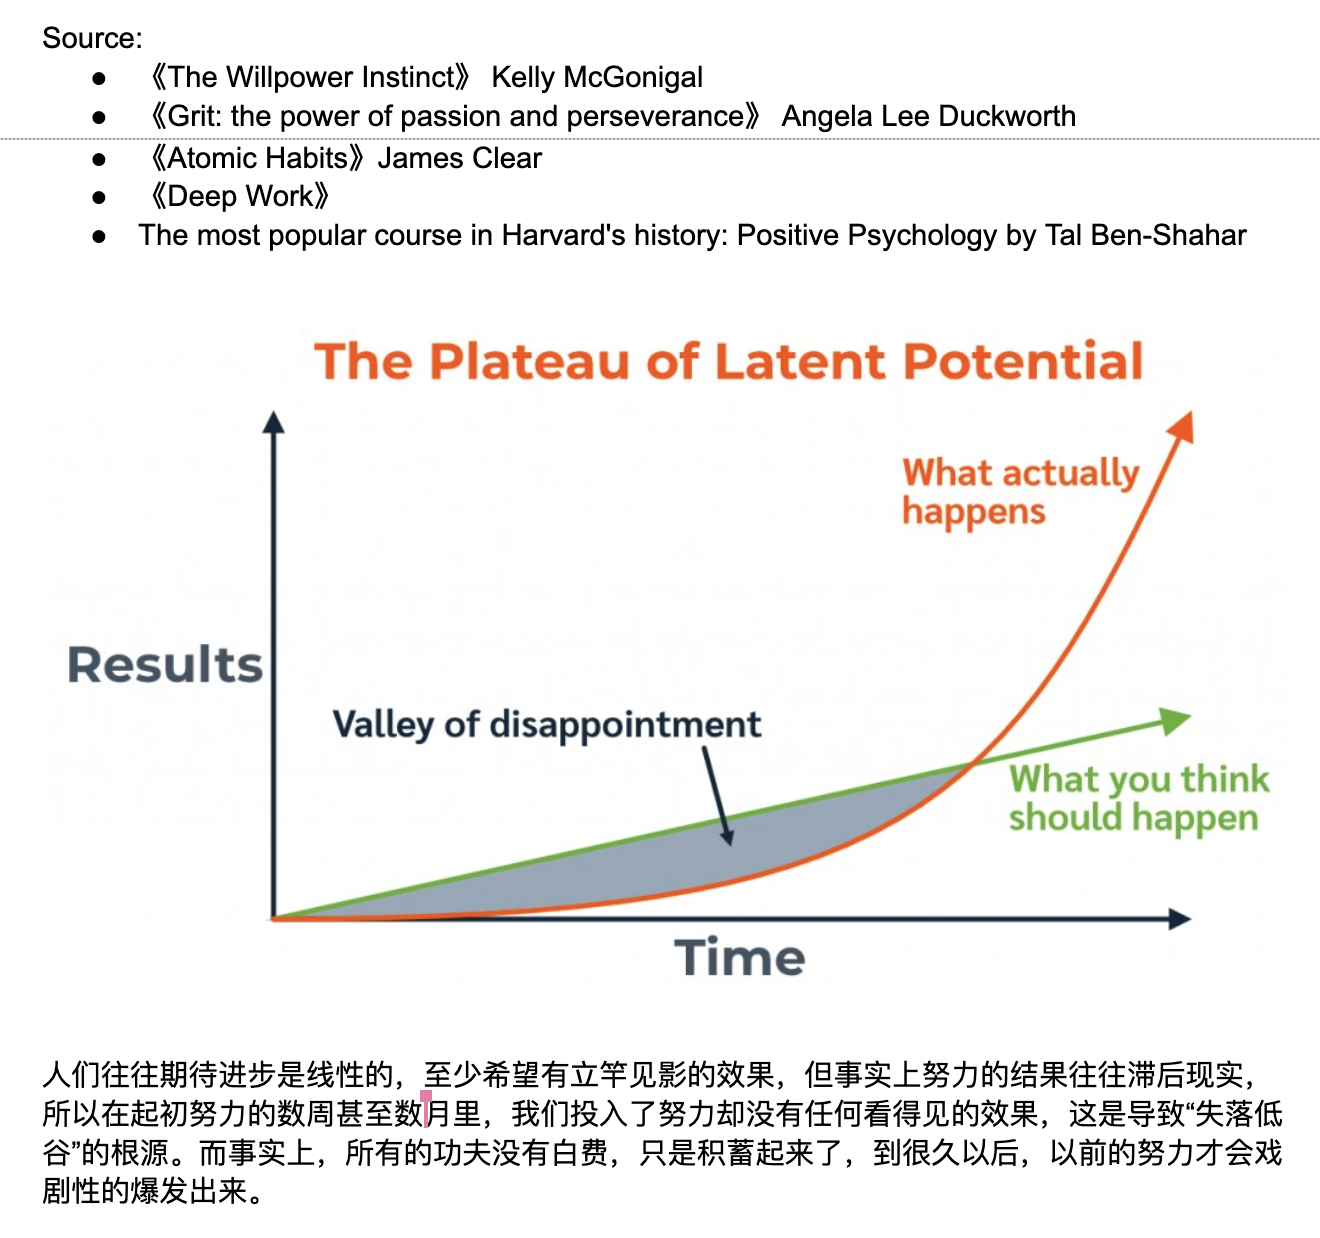 Source:
● 《The Willpower Instinct》 Kelly McGonigal
● 《Grit: the power of passion and perseverance》 Angela Lee Duckworth
● 《Atomic Habits》James Clear
● 《Deep Work》
● The most popular course in Harvard's history: Positive Psychology by Tal Ben-Shahar
The Plateau of Latent Potential
What actually
happens
Results
Valley of disappointment
What you think
should happen
Time
人们往往期待进步是线性的，至少希望有立竿见影的效果，但事实上努力的结果往往滞后现实，
所以在起初努力的数周甚至数月里，我们投入了努力却没有任何看得见的效果，这是导致“失落低
谷”的根源。而事实上，所有的功夫没有白费，只是积蓄起来了，到很久以后，以前的努力才会戏
剧性的爆发出来。